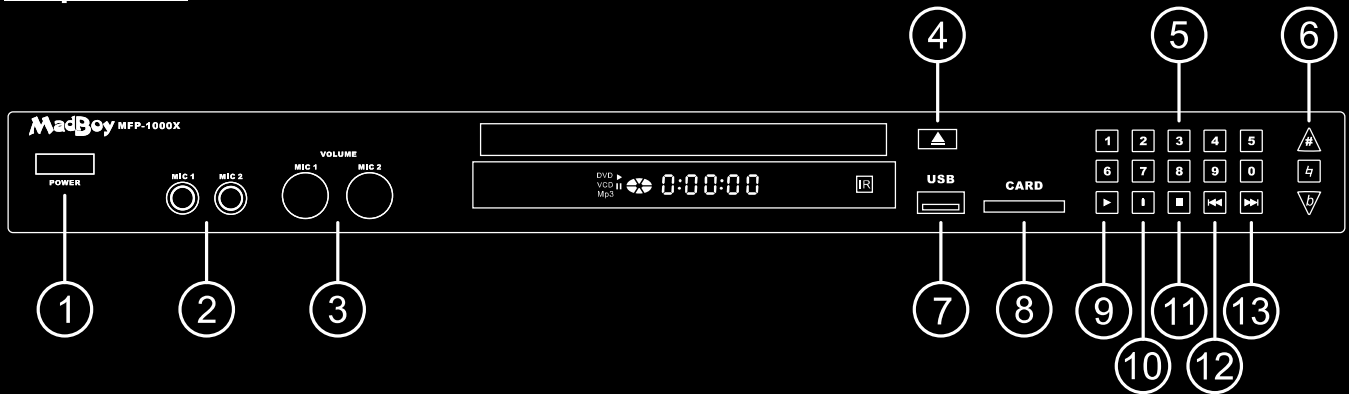 4 5 6
MadBoy MFP-1000X
POWER
MIC 1 MIC 2
VOLUME
MIC 1 MIC 2
DVD
VCD
Mp3
0:00:00
IR
USB
CARD
1 2 3 4 5
6 7 8 9 0
#
♮
b
1 2 3 7 8 9 11 13
10 12